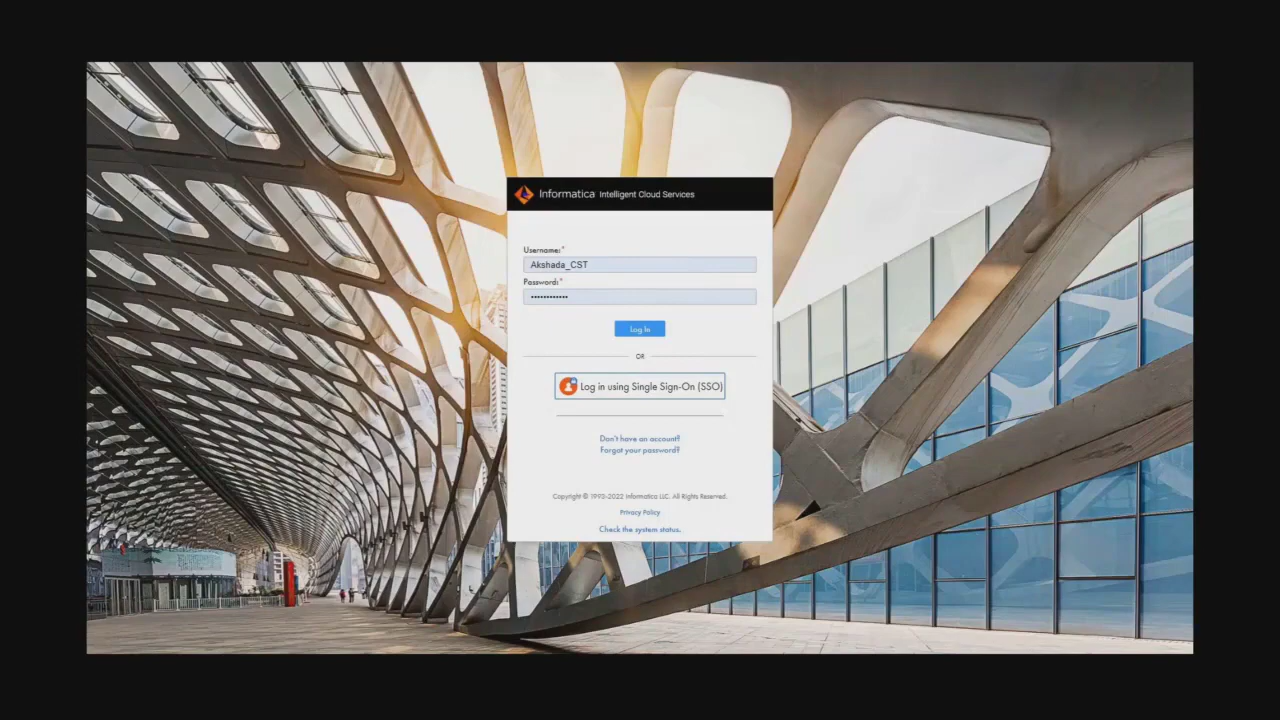 Informatica Intelligent Cloud Services
Username:*
Akshada_CST
Password:*
••••••••••••
Log In
OR
Log in using Single Sign-On (SSO)
Don't have an account?
Forgot your password?
Copyright © 1993-2022 Informatica LLC. All Rights Reserved.
Privacy Policy
Check the system status.